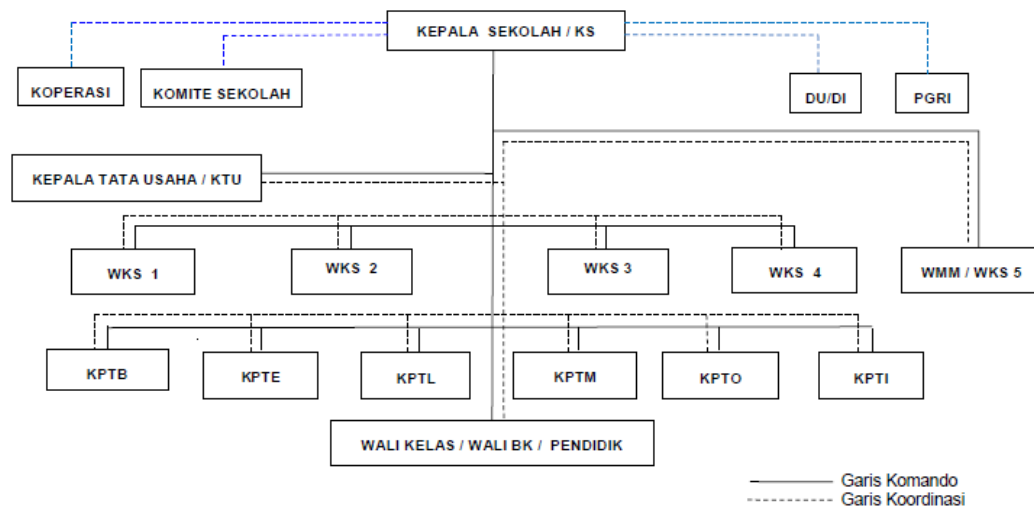 KEPALA SEKOLAH / KS
KOPERASI
KOMITE SEKOLAH
DU/DI
PGRI
KEPALA TATA USAHA / KTU
WKS 1
WKS 2
WKS 3
WKS 4
WMM / WKS 5
KPTB
KPTE
KPTL
KPTM
KPTO
KPTI
WALI KELAS / WALI BK / PENDIDIK
Garis Komando
Garis Koordinasi